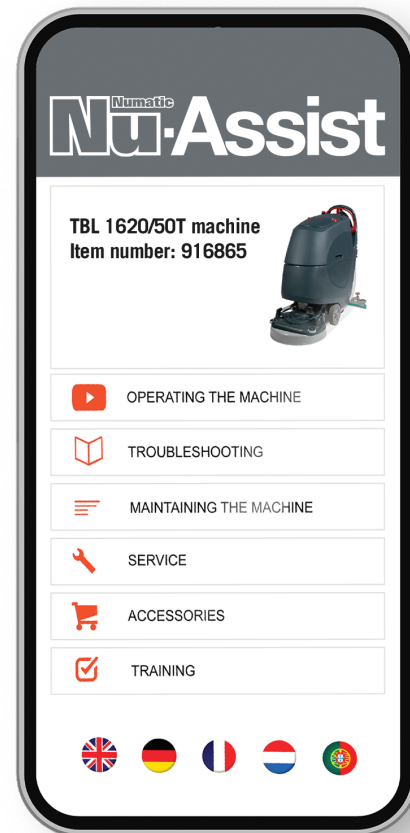 Numatic
Nu-Assist
TBL 1620/50T machine
Item number: 916865
OPERATING THE MACHINE
TROUBLESHOOTING
MAINTAINING THE MACHINE
SERVICE
ACCESSORIES
TRAINING